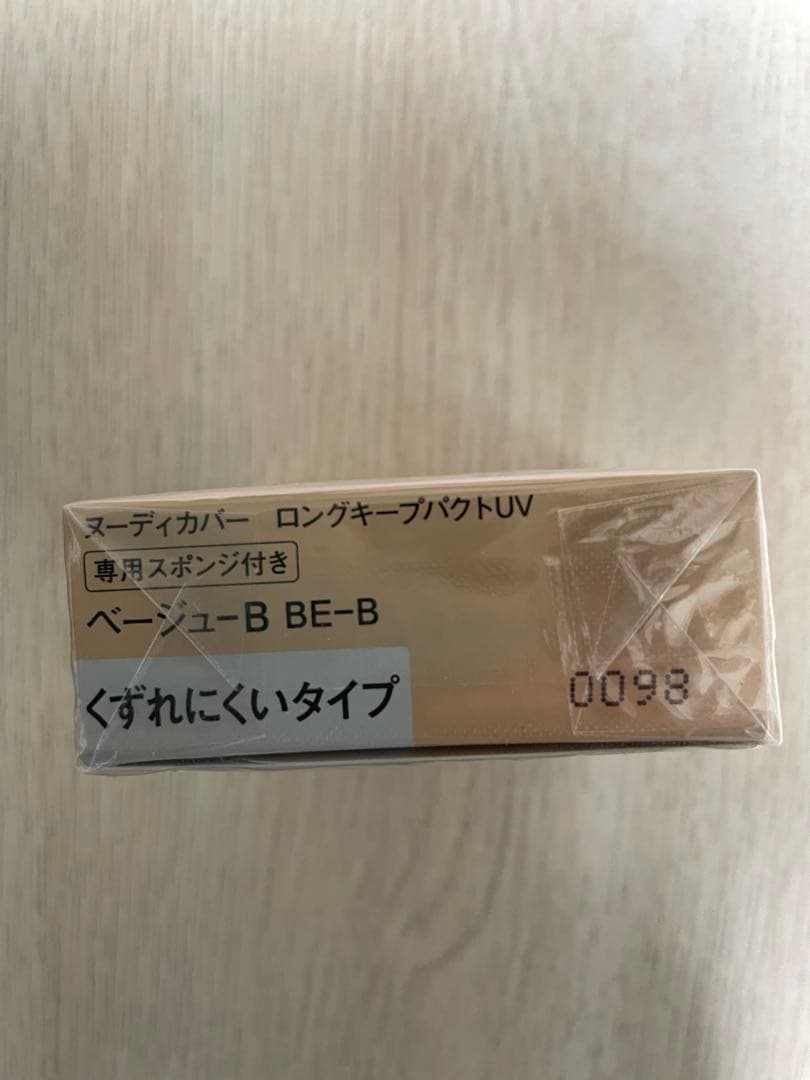 ヌーディカバー ロングキープパクトUV
専用スポンジ付き
ベージューB BE-B
くずれにくいタイプ
0098